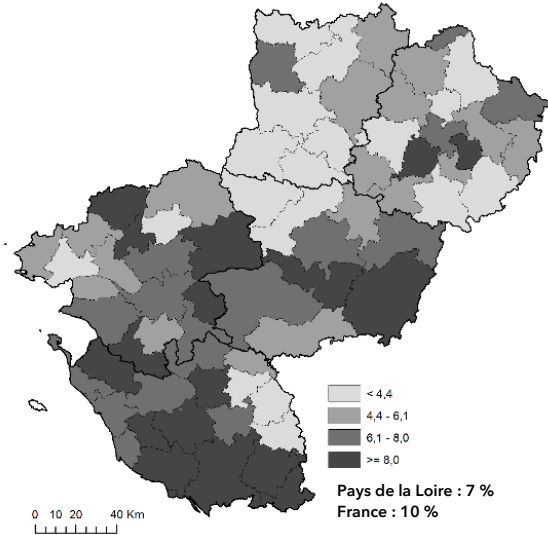 < 4,4
4,4 - 6,1
6,1 - 8,0
>= 8,0
Pays de la Loire : 7 %
France : 10 %
0 10 20 40 Km